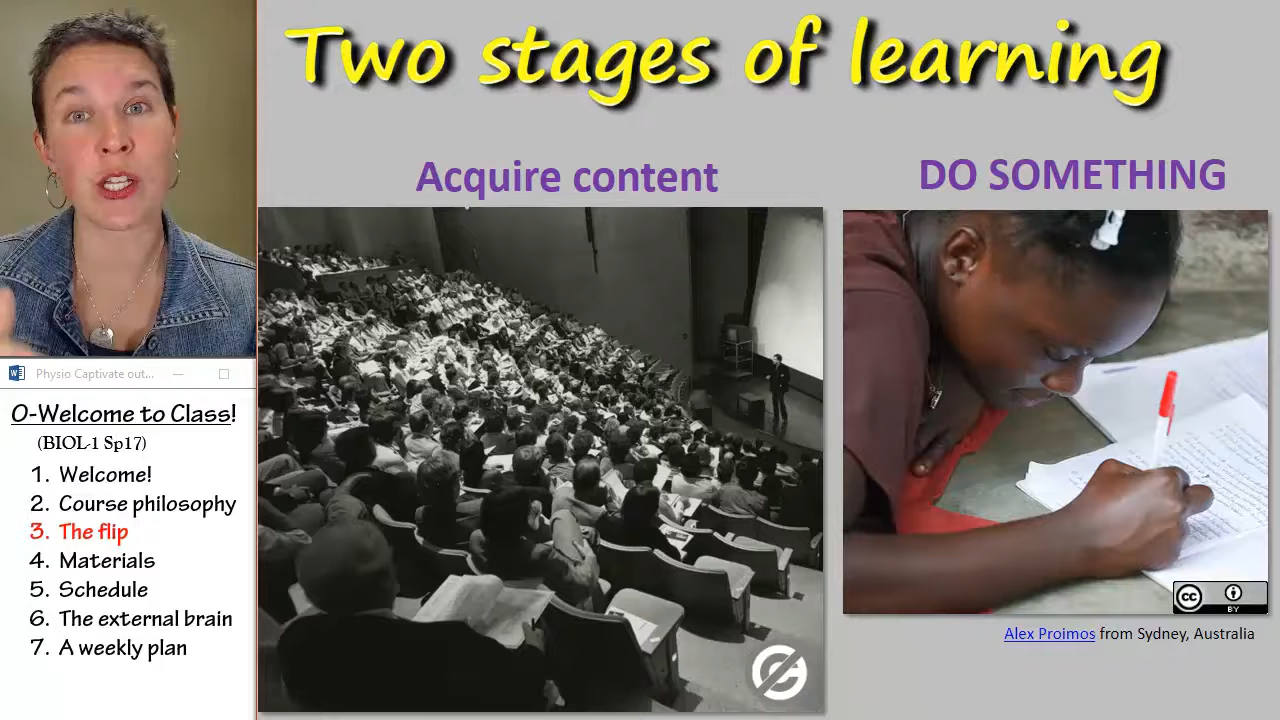 Two stages of learning
Acquire content
DO SOMETHING
Physio Captivate out...
O-Welcome to Class!
(BIOL-1 Sp17)
1. Welcome!
2. Course philosophy
3. The flip
4. Materials
5. Schedule
6. The external brain
7. A weekly plan
cc
BY
Alex Proimos from Sydney, Australia